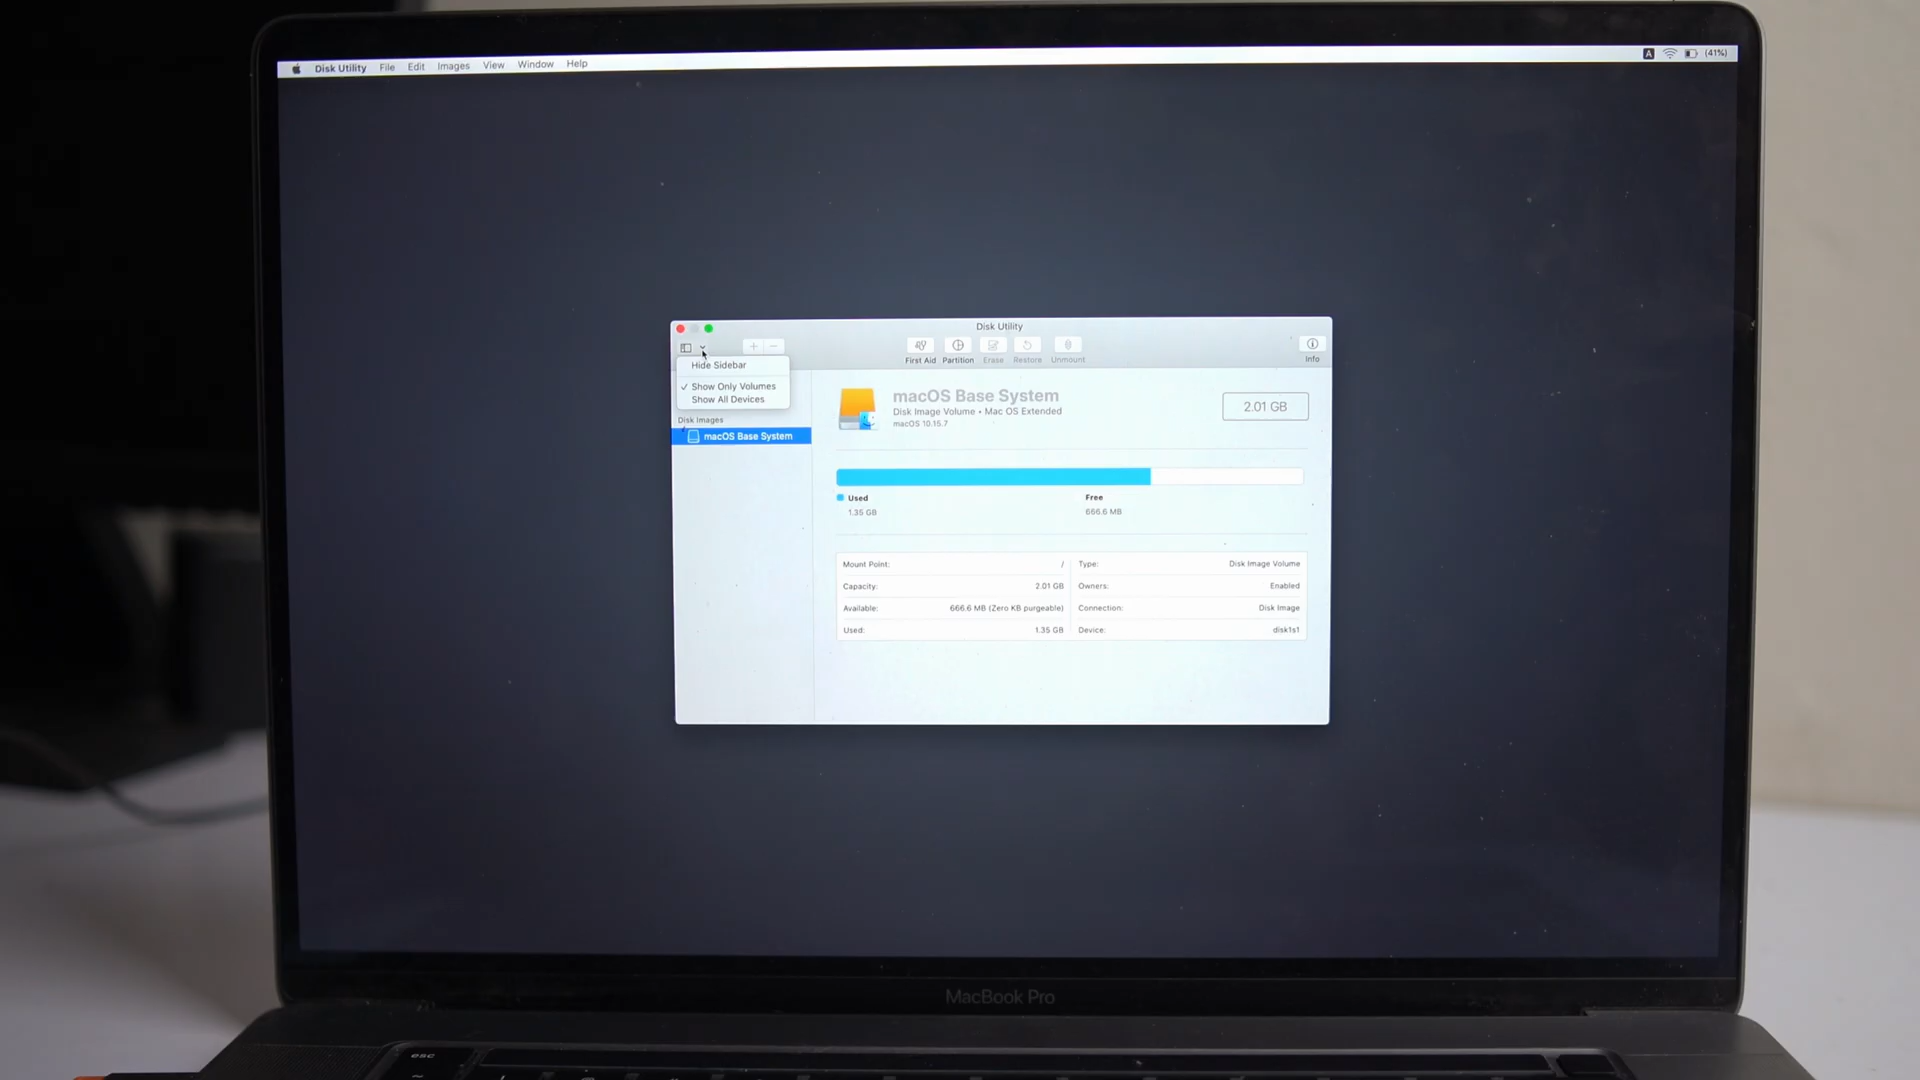 Disk Utility File Edit Images View Window Help
A (41%)
Disk Utility
First Aid Partition Erase Restore Unmount
Info
Hide Sidebar
✓ Show Only Volumes
Show All Devices
Disk Images
macOS Base System
macOS Base System
Disk Image Volume • Mac OS Extended
macOS 10.15.7
2.01 GB
Used
1.35 GB
Free
666.6 MB
Mount Point: /
Type: Disk Image Volume
Capacity: 2.01 GB
Owners: Enabled
Available: 666.6 MB (Zero KB purgeable)
Connection: Disk Image
Used: 1.35 GB
Device: disk1s1
MacBook Pro
esc